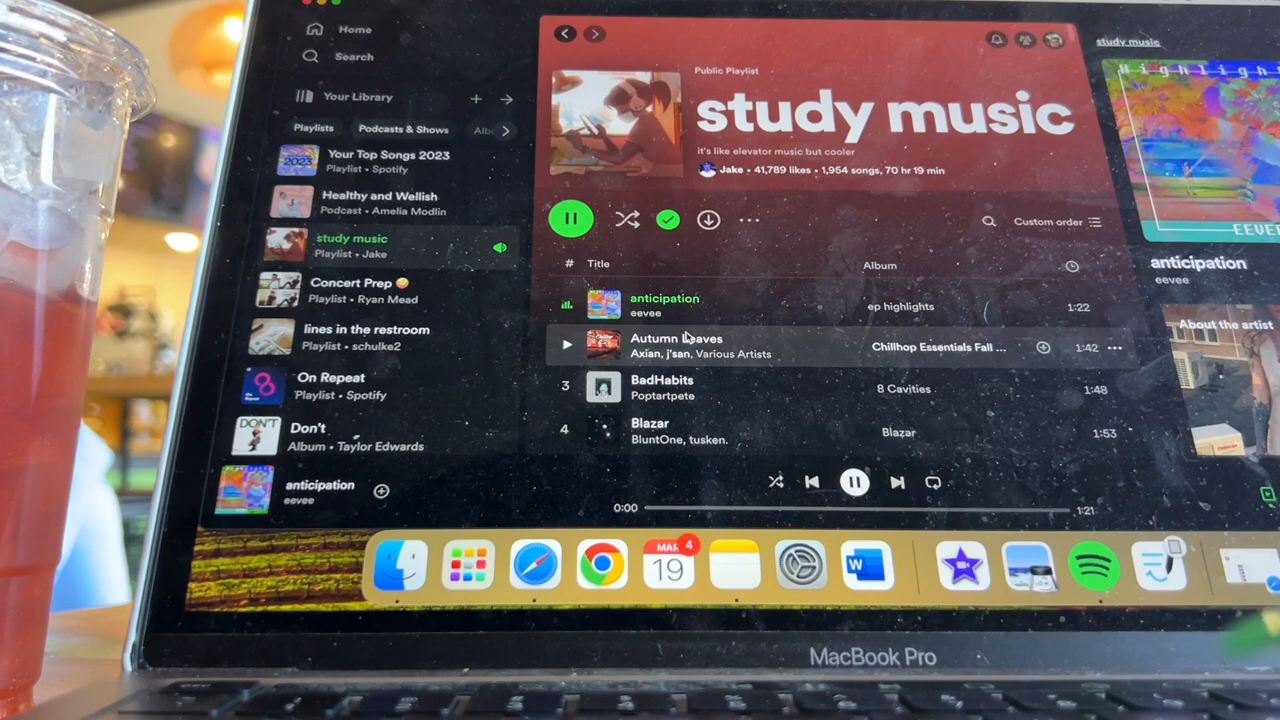 Home
Search
Your Library
Playlists
Podcasts & Shows
2023
Your Top Songs 2023
Playlist • Spotify
Healthy and Wellish
Podcast • Amelia Modlin
study music
Playlist • Jake
Concert Prep
Playlist • Ryan Mead
lines in the restroom
Playlist • schulke2
On Repeat
Playlist • Spotify
DON'T
Don't
Album • Taylor Edwards
anticipation
eevee
Public Playlist
study music
it's like elevator music but cooler
Jake • 41,789 likes • 1,954 songs, 70 hr 19 min
Custom order
# Title Album
anticipation
eevee
ep highlights
1:22
Autumn Leaves
Axian, j'san, Various Artists
Chillhop Essentials Fall ...
1:42
3
BadHabits
Poptartpete
8 Cavities
1:48
4
Blazar
BluntOne, tusken.
Blazar
1:53
0:00
1:21
study music
EEVEE
anticipation
eevee
About the artist
MAR
4
19
W
MacBook Pro